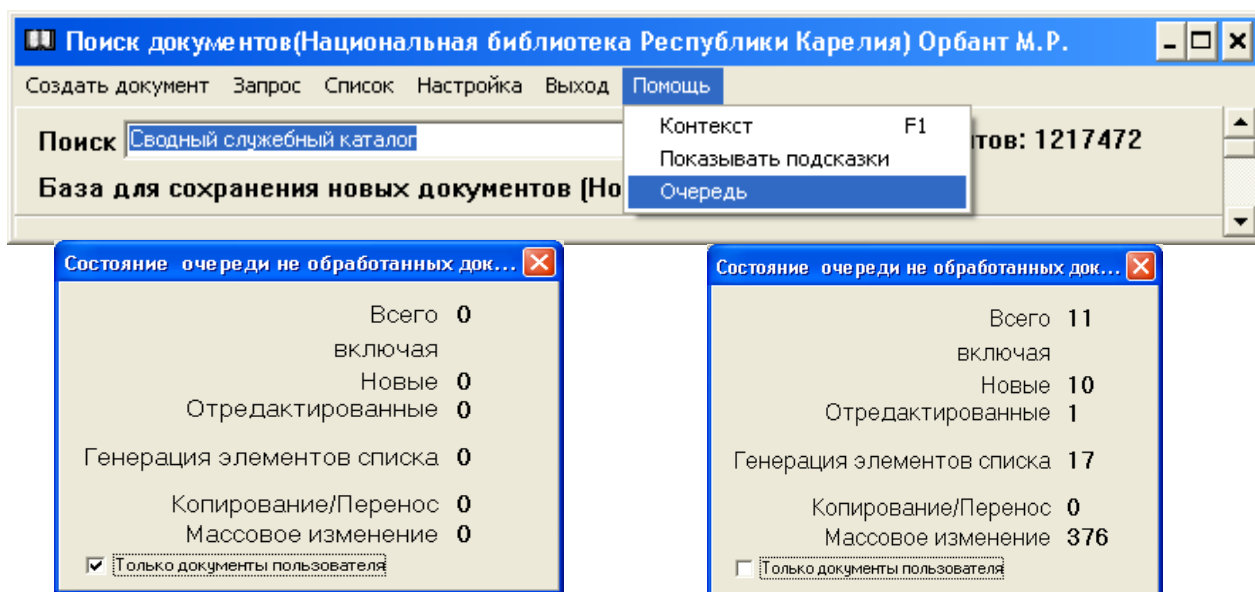 Поиск документов(Национальная библиотека Республики Карелия) Орбант М.Р.
Создать документ Запрос Список Настройка Выход Помощь
Поиск Сводный служебный каталог
Контекст F1
тов: 1217472
Показывать подсказки
База для сохранения новых документов (Но
Очередь
Состояние очереди не обработанных док...
Всего 0
включая
Новые 0
Отредактированные 0
Генерация элементов списка 0
Копирование/Перенос 0
Массовое изменение 0
Только документы пользователя
Состояние очереди не обработанных док...
Всего 11
включая
Новые 10
Отредактированные 1
Генерация элементов списка 17
Копирование/Перенос 0
Массовое изменение 376
Только документы пользователя